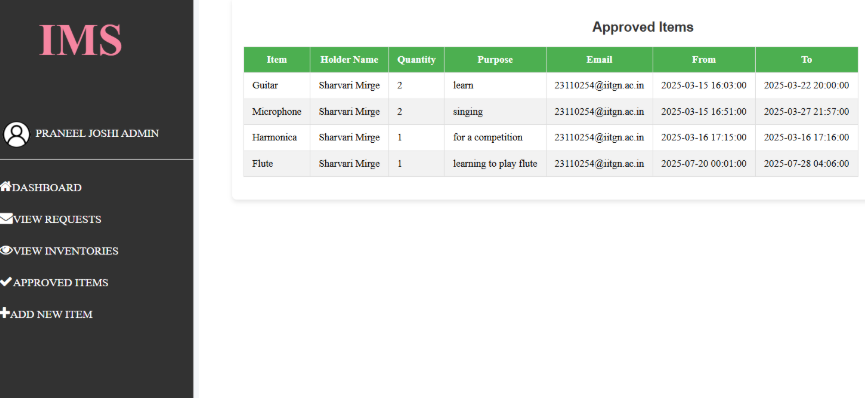 IMS
PRANEEL JOSHI ADMIN
DASHBOARD
VIEW REQUESTS
VIEW INVENTORIES
APPROVED ITEMS
ADD NEW ITEM
Approved Items
Item Holder Name Quantity Purpose Email From To
Guitar Sharvari Mirge 2 learn 23110254@iitgn.ac.in 2025-03-15 16:03:00 2025-03-22 20:00:00
Microphone Sharvari Mirge 2 singing 23110254@iitgn.ac.in 2025-03-15 16:51:00 2025-03-27 21:57:00
Harmonica Sharvari Mirge 1 for a competition 23110254@iitgn.ac.in 2025-03-16 17:15:00 2025-03-16 17:16:00
Flute Sharvari Mirge 1 learning to play flute 23110254@iitgn.ac.in 2025-07-20 00:01:00 2025-07-28 04:06:00